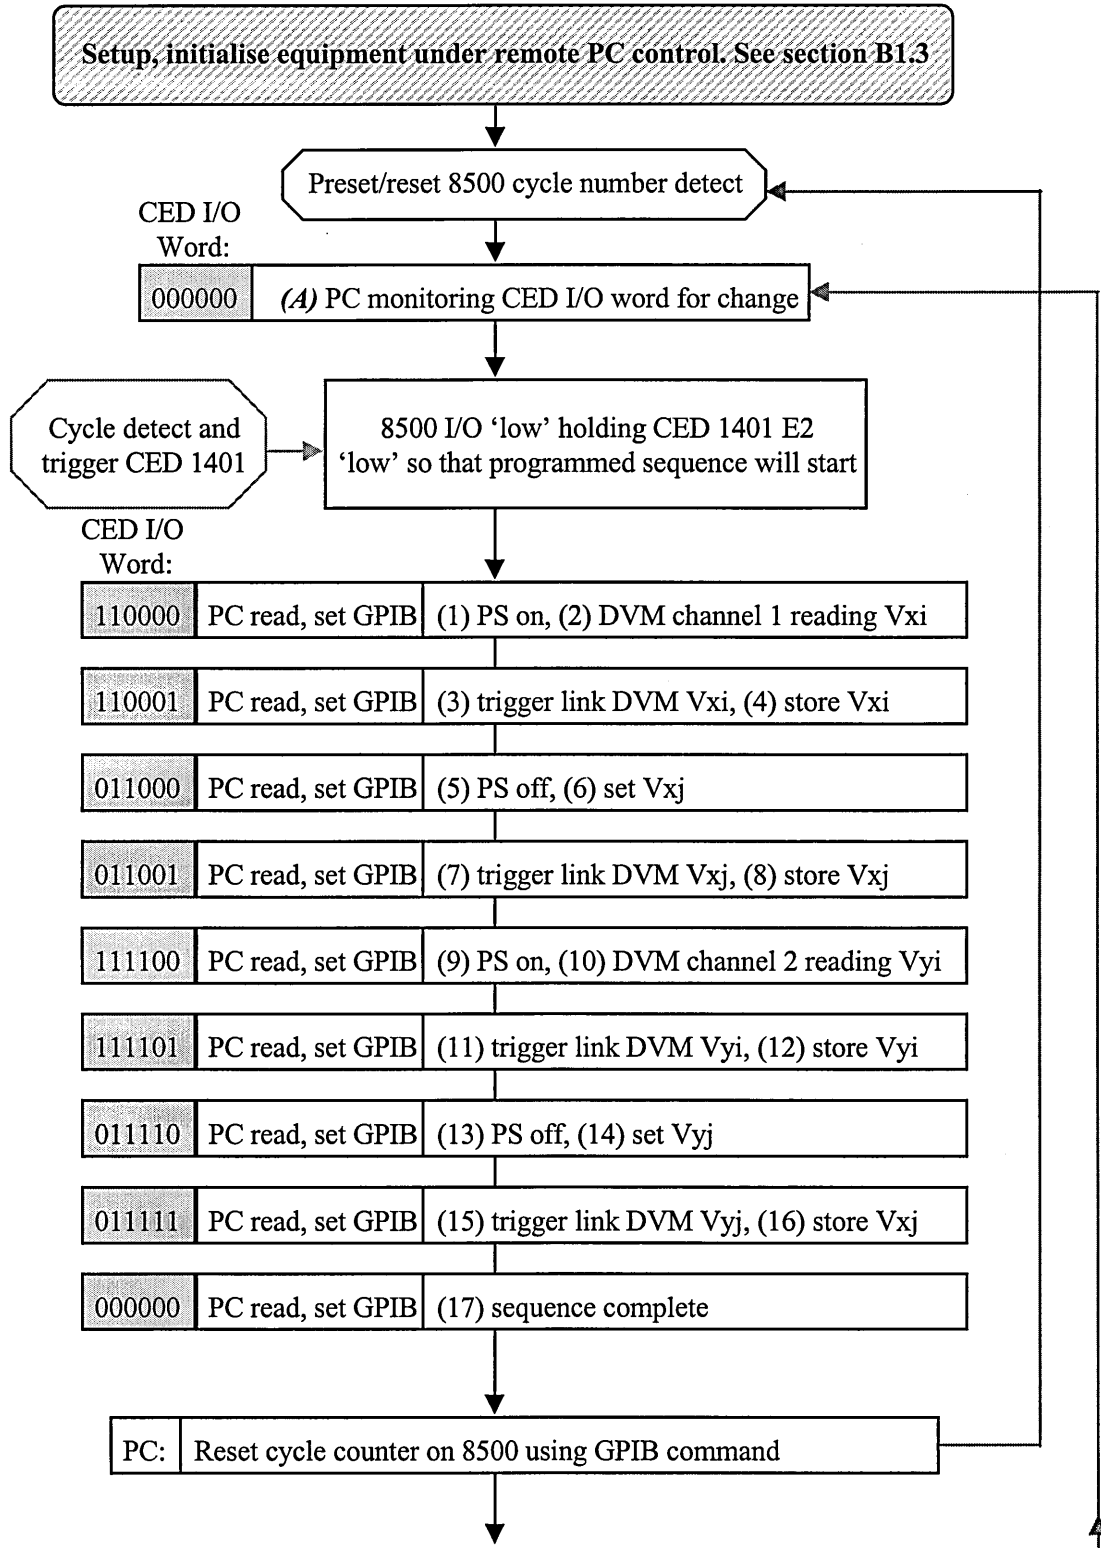 Setup, initialise equipment under remote PC control. See section B1.3
Preset/reset 8500 cycle number detect
CED I/O
Word:
000000 (A) PC monitoring CED I/O word for change
Cycle detect and
trigger CED 1401
8500 I/O ‘low’ holding CED 1401 E2
‘low’ so that programmed sequence will start
CED I/O
Word:
110000 PC read, set GPIB (1) PS on, (2) DVM channel 1 reading Vxi
110001 PC read, set GPIB (3) trigger link DVM Vxi, (4) store Vxi
011000 PC read, set GPIB (5) PS off, (6) set Vxj
011001 PC read, set GPIB (7) trigger link DVM Vxj, (8) store Vxj
111100 PC read, set GPIB (9) PS on, (10) DVM channel 2 reading Vyi
111101 PC read, set GPIB (11) trigger link DVM Vyi, (12) store Vyi
011110 PC read, set GPIB (13) PS off, (14) set Vyj
011111 PC read, set GPIB (15) trigger link DVM Vyj, (16) store Vxj
000000 PC read, set GPIB (17) sequence complete
PC: Reset cycle counter on 8500 using GPIB command